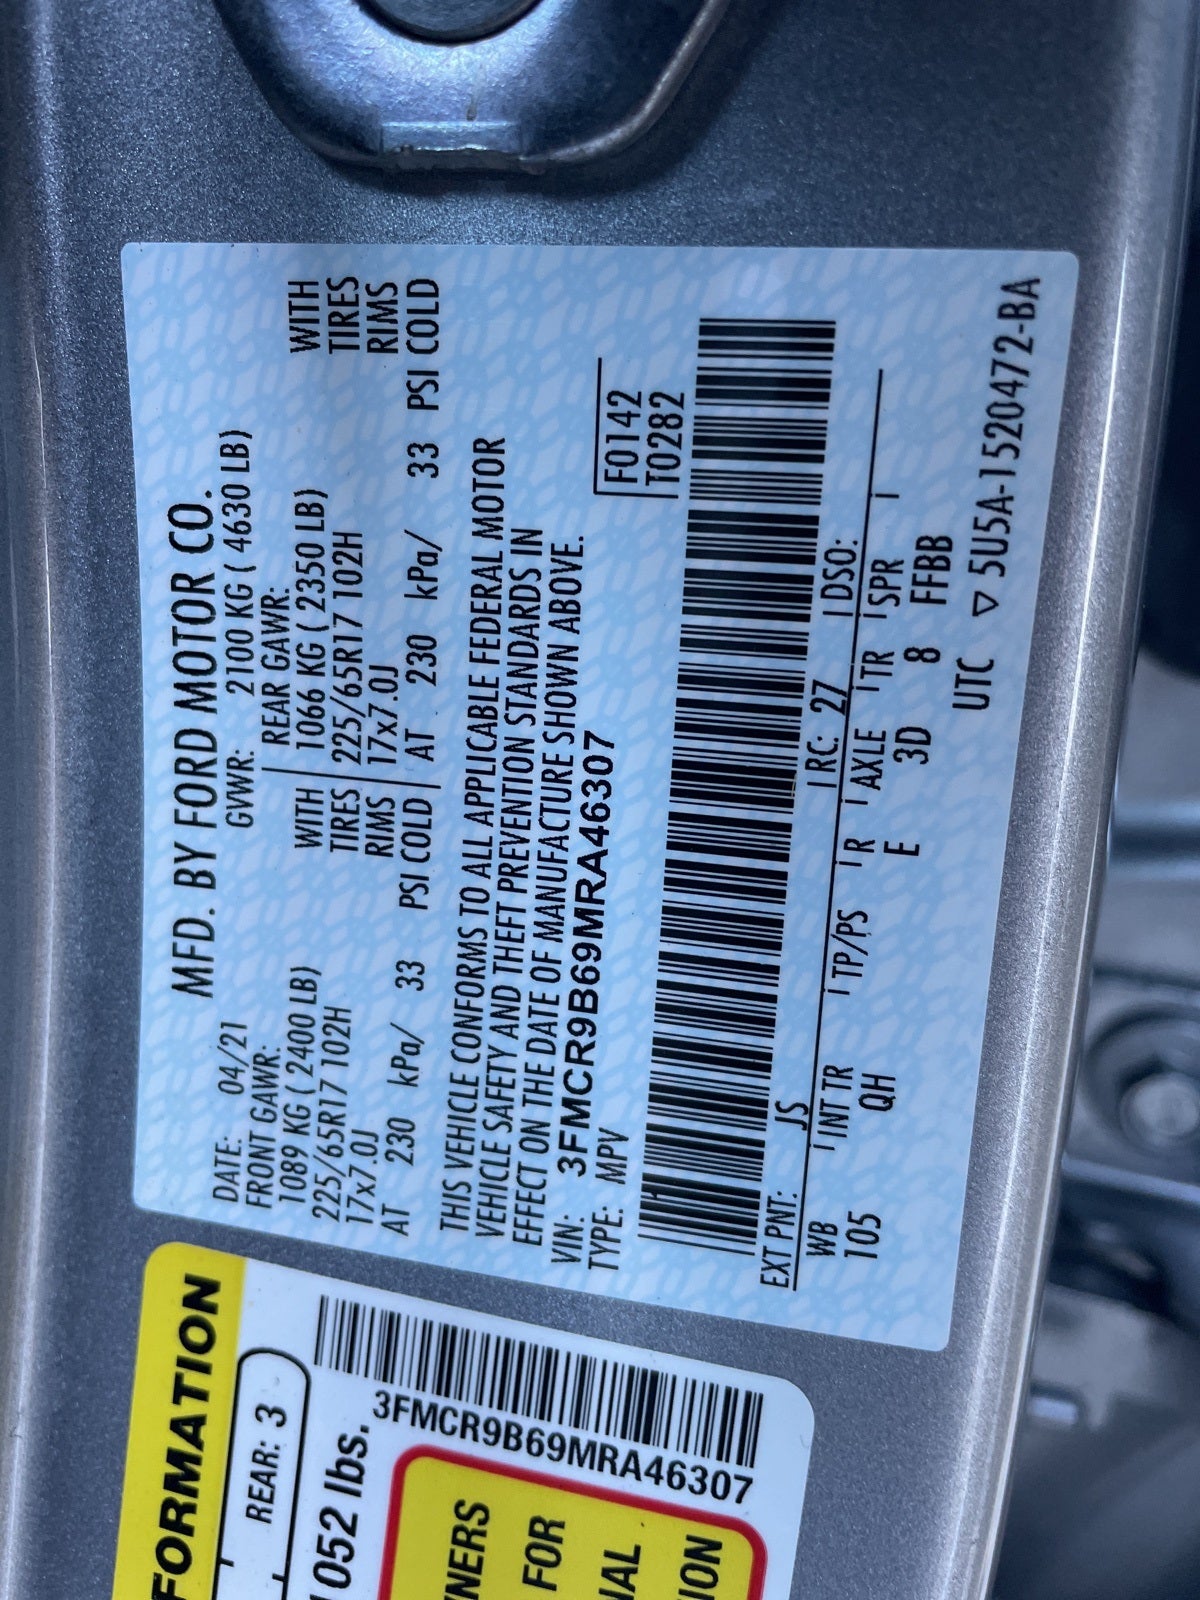 MFD. BY FORD MOTOR CO.
DATE: 04/21 GVWR: 2100 KG ( 4630 LB)
FRONT GAWR: REAR GAWR:
1089 KG ( 2400 LB) WITH 1066 KG ( 2350 LB) WITH
225/65R17 102H TIRES 225/65R17 102H TIRES
17x7.0J RIMS 17x7.0J RIMS
AT 230 kPa/ 33 PSI COLD AT 230 kPa/ 33 PSI COLD
THIS VEHICLE CONFORMS TO ALL APPLICABLE FEDERAL MOTOR
VEHICLE SAFETY AND THEFT PREVENTION STANDARDS IN
EFFECT ON THE DATE OF MANUFACTURE SHOWN ABOVE.
VIN: 3FMCR9B69MRA46307 F0142
TYPE: MPV T0282
EXT PNT: JS RC: 27 DSO:
WB INT TR TP/PS R AXLE TR SPR
105 QH E 3D 8 FFBB
UTC ▽ 5U5A-1520472-BA
FORMATION
REAR: 3
1052 lbs.
3FMCR9B69MRA46307
NERS
FOR
NAL
ION